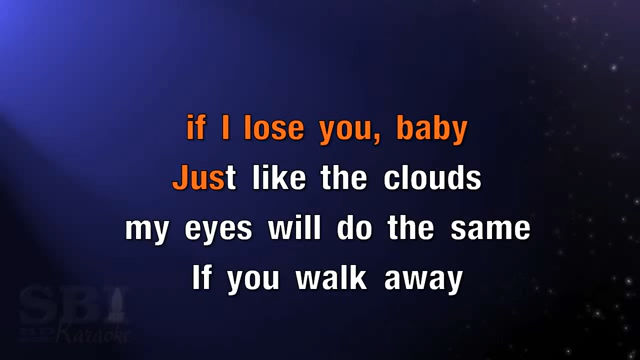 if I lose you, baby
Just like the clouds
my eyes will do the same
If you walk away
SBI
Karaoke